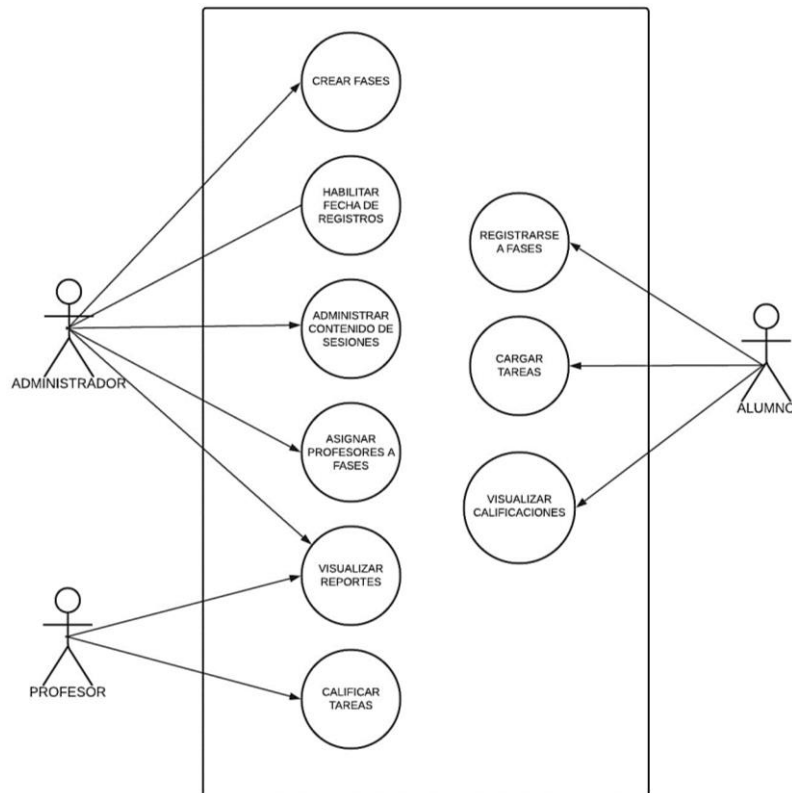 CREAR FASES
HABILITAR
FECHA DE
REGISTROS
REGISTRARSE
A FASES
ADMINISTRAR
CONTENIDO DE
SESIONES
CARGAR
TAREAS
ADMINISTRADOR
ALUMNO
ASIGNAR
PROFESORES A
FASES
VISUALIZAR
CALIFICACIONES
VISUALIZAR
REPORTES
PROFESOR
CALIFICAR
TAREAS